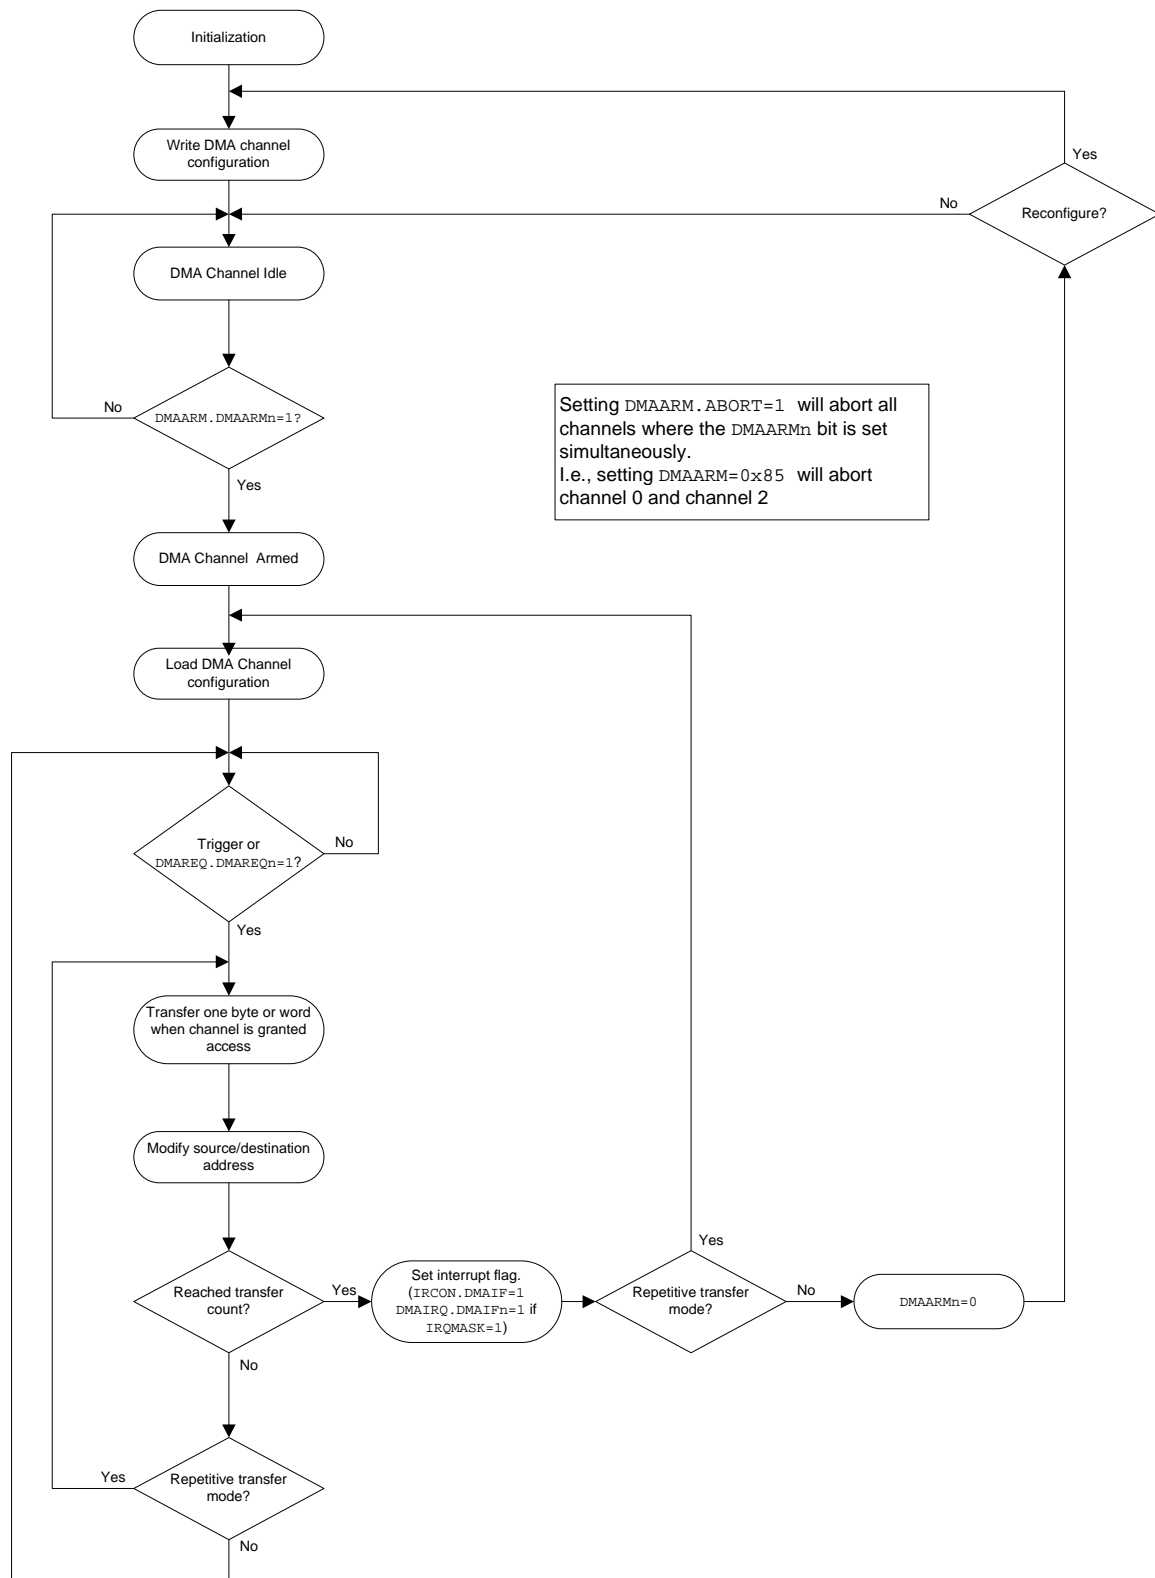 Initialization
Write DMA channel
configuration
Yes
No
Reconfigure?
DMA Channel Idle
No
DMAARM.DMAARMn=1?
Yes
Setting DMAARM.ABORT=1 will abort all
channels where the DMAARMn bit is set
simultaneously.
I.e., setting DMAARM=0x85 will abort
channel 0 and channel 2
DMA Channel Armed
Load DMA Channel
configuration
Trigger or
DMAREQ.DMAREQn=1?
No
Yes
Transfer one byte or word
when channel is granted
access
Modify source/destination
address
Reached transfer
count?
Yes
Set interrupt flag.
(IRCON.DMAIF=1
DMAIRQ.DMAIFn=1 if
IRQMASK=1)
Yes
Repetitive transfer
mode?
No
DMAARMn=0
No
Yes
Repetitive transfer
mode?
No